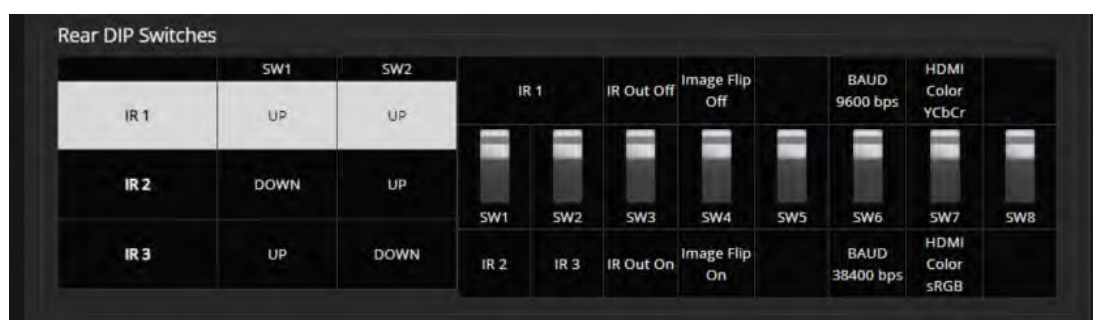 Rear DIP Switches
SW1 SW2
IR 1 UP UP
IR 2 DOWN UP
IR 3 UP DOWN
IR 1 IR Out Off Image Flip Off BAUD 9600 bps HDMI Color YCbCr
SW1 SW2 SW3 SW4 SW5 SW6 SW7 SW8
IR 2 IR 3 IR Out On Image Flip On BAUD 38400 bps HDMI Color sRGB